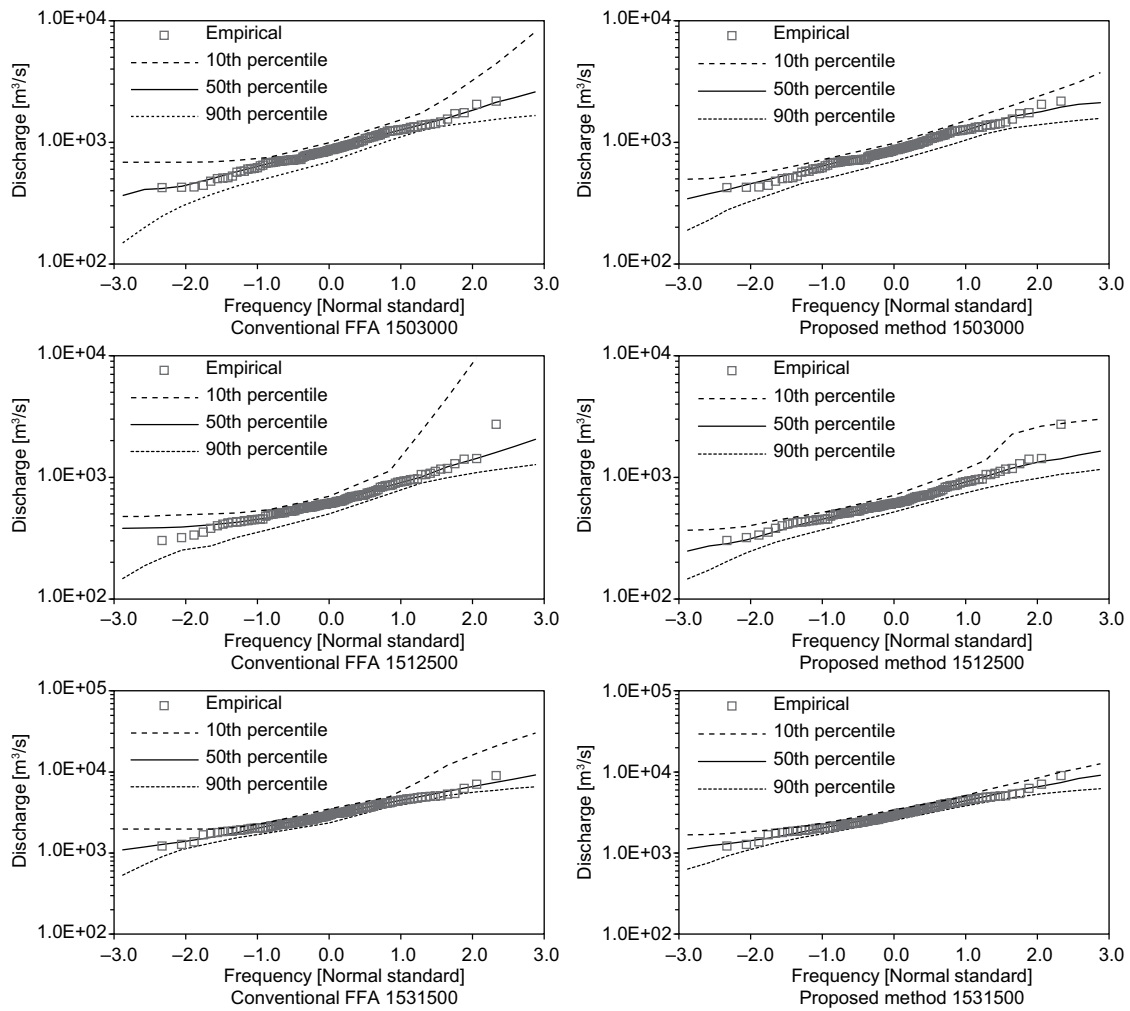 1.0E+04
1.0E+03
1.0E+02
Discharge [m³/s]
Empirical
10th percentile
50th percentile
90th percentile
–3.0 –2.0 –1.0 0.0 1.0 2.0 3.0
Frequency [Normal standard]
Conventional FFA 1503000
1.0E+04
1.0E+03
1.0E+02
Discharge [m³/s]
Empirical
10th percentile
50th percentile
90th percentile
–3.0 –2.0 –1.0 0.0 1.0 2.0 3.0
Frequency [Normal standard]
Proposed method 1503000
1.0E+04
1.0E+03
1.0E+02
Discharge [m³/s]
Empirical
10th percentile
50th percentile
90th percentile
–3.0 –2.0 –1.0 0.0 1.0 2.0 3.0
Frequency [Normal standard]
Conventional FFA 1512500
1.0E+04
1.0E+03
1.0E+02
Discharge [m³/s]
Empirical
10th percentile
50th percentile
90th percentile
–3.0 –2.0 –1.0 0.0 1.0 2.0 3.0
Frequency [Normal standard]
Proposed method 1512500
1.0E+05
1.0E+04
1.0E+03
1.0E+02
Discharge [m³/s]
Empirical
10th percentile
50th percentile
90th percentile
–3.0 –2.0 –1.0 0.0 1.0 2.0 3.0
Frequency [Normal standard]
Conventional FFA 1531500
1.0E+05
1.0E+04
1.0E+03
1.0E+02
Discharge [m³/s]
Empirical
10th percentile
50th percentile
90th percentile
–3.0 –2.0 –1.0 0.0 1.0 2.0 3.0
Frequency [Normal standard]
Proposed method 1531500